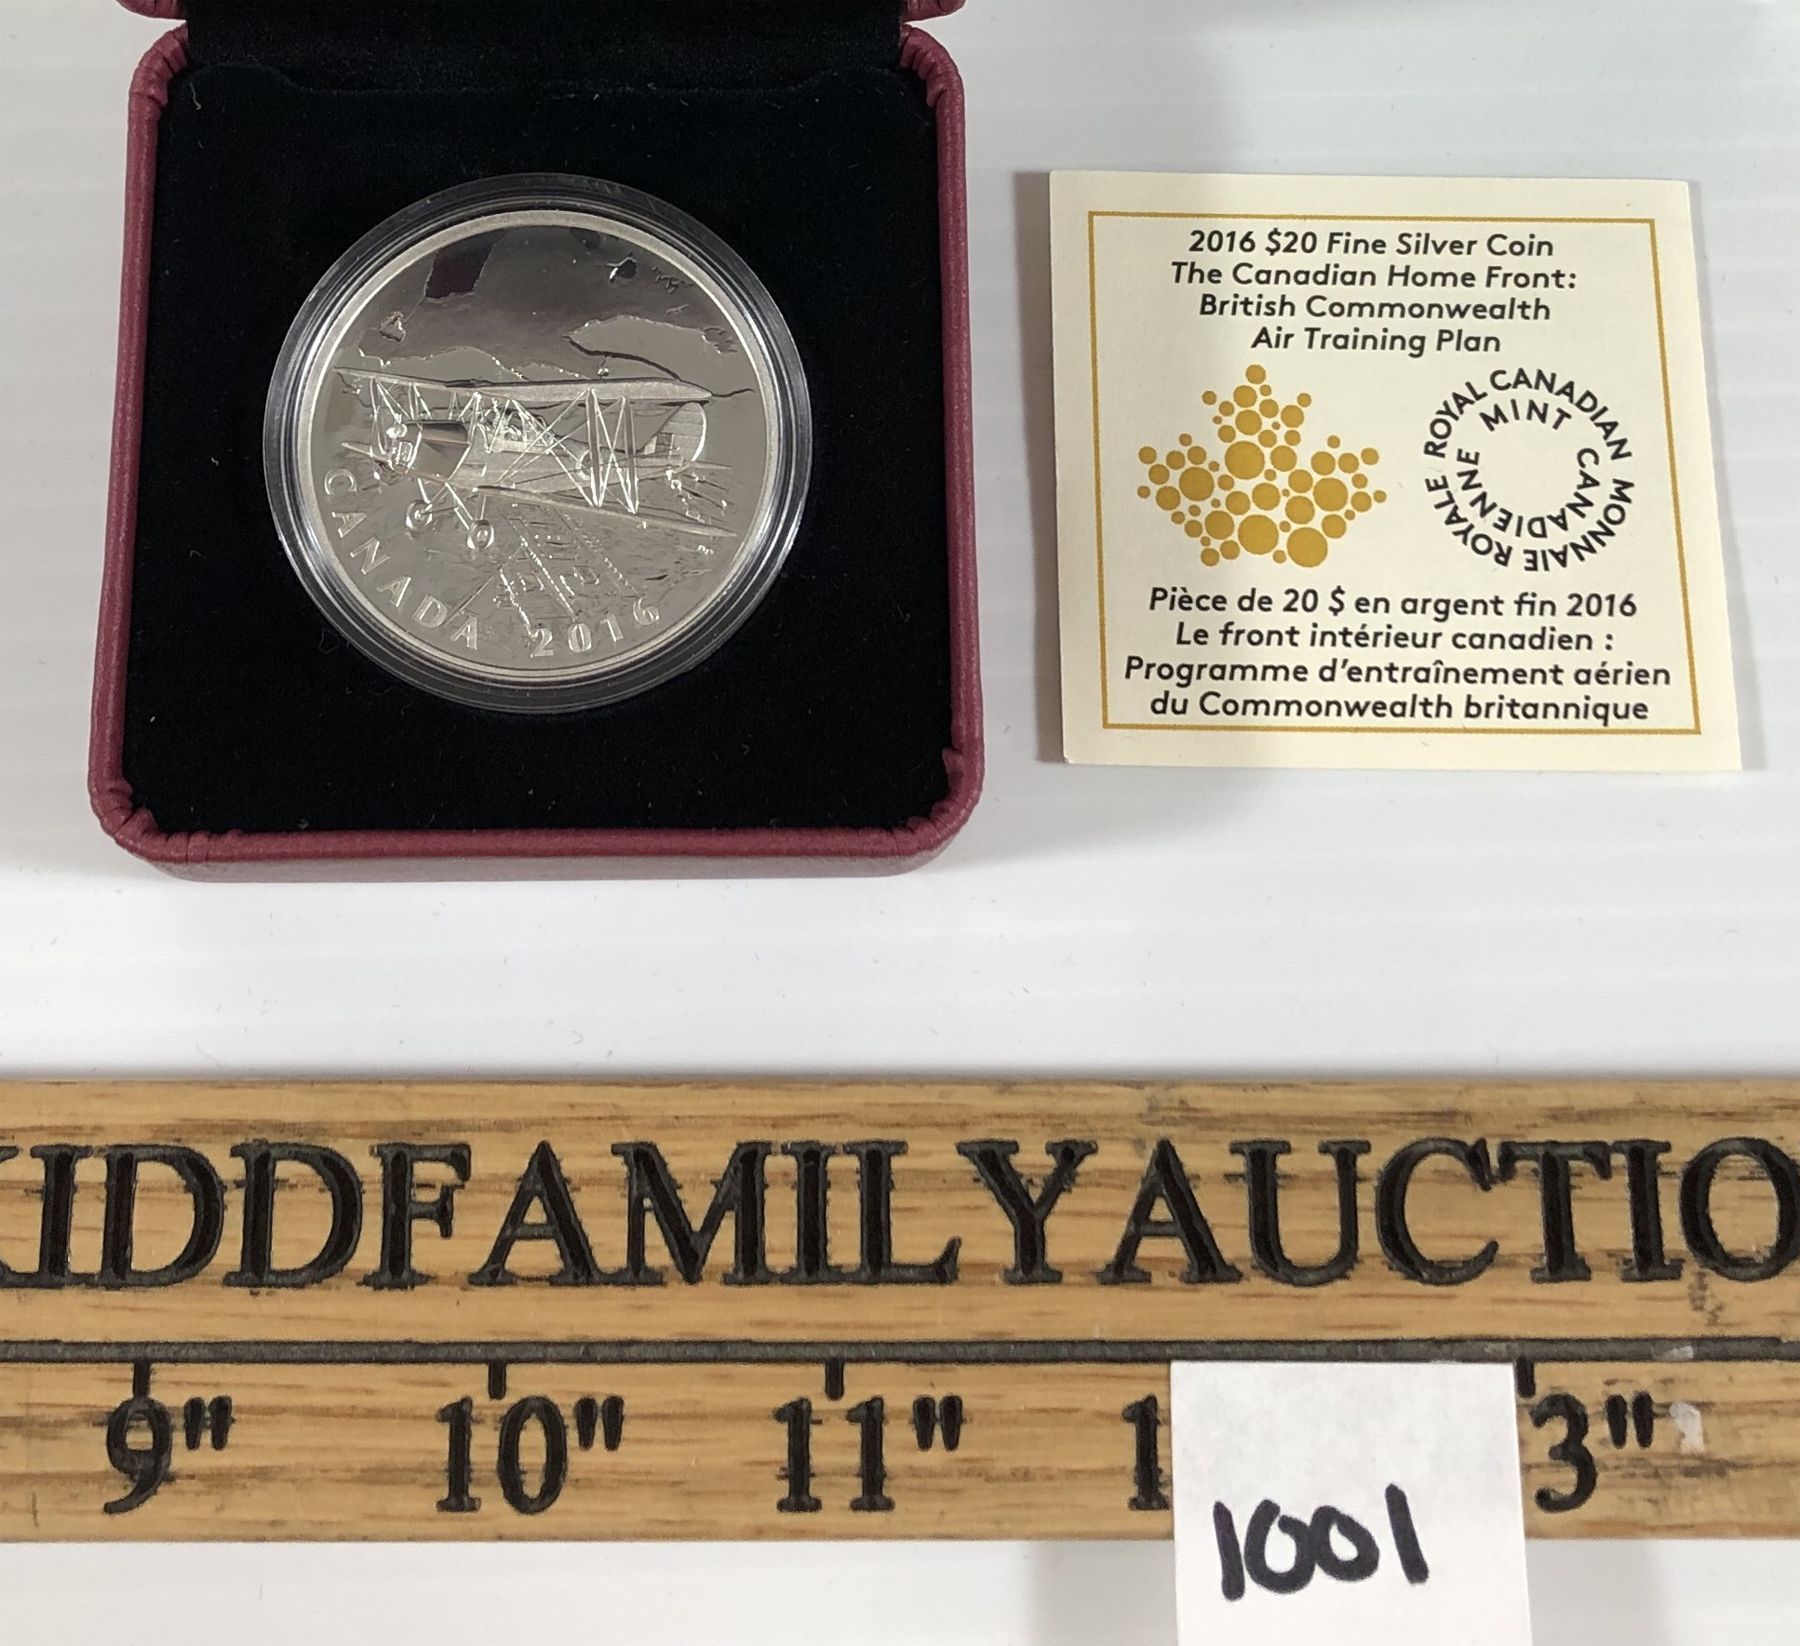 CANADA 2016
2016 $20 Fine Silver Coin
The Canadian Home Front:
British Commonwealth
Air Training Plan
ROYAL CANADIAN MINT
MONNAIE ROYALE CANADIENNE
Pièce de 20 $ en argent fin 2016
Le front intérieur canadien :
Programme d'entraînement aérien
du Commonwealth britannique
KIDDFAMILYAUCTIO
9" 10" 11" 1 3"
1001